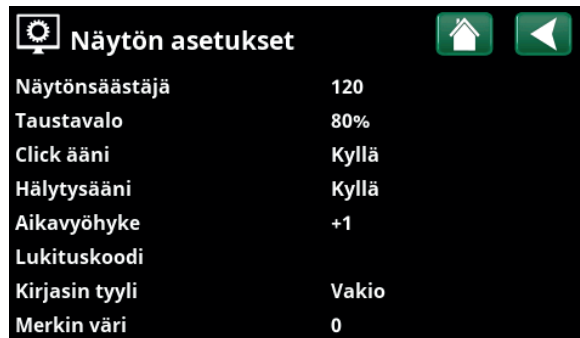 Näytön asetukset
Näytönsäästäjä 120
Taustavalo 80%
Click ääni Kyllä
Hälytysääni Kyllä
Aikavyöhyke +1
Lukituskoodi
Kirjasin tyyli Vakio
Merkin väri 0